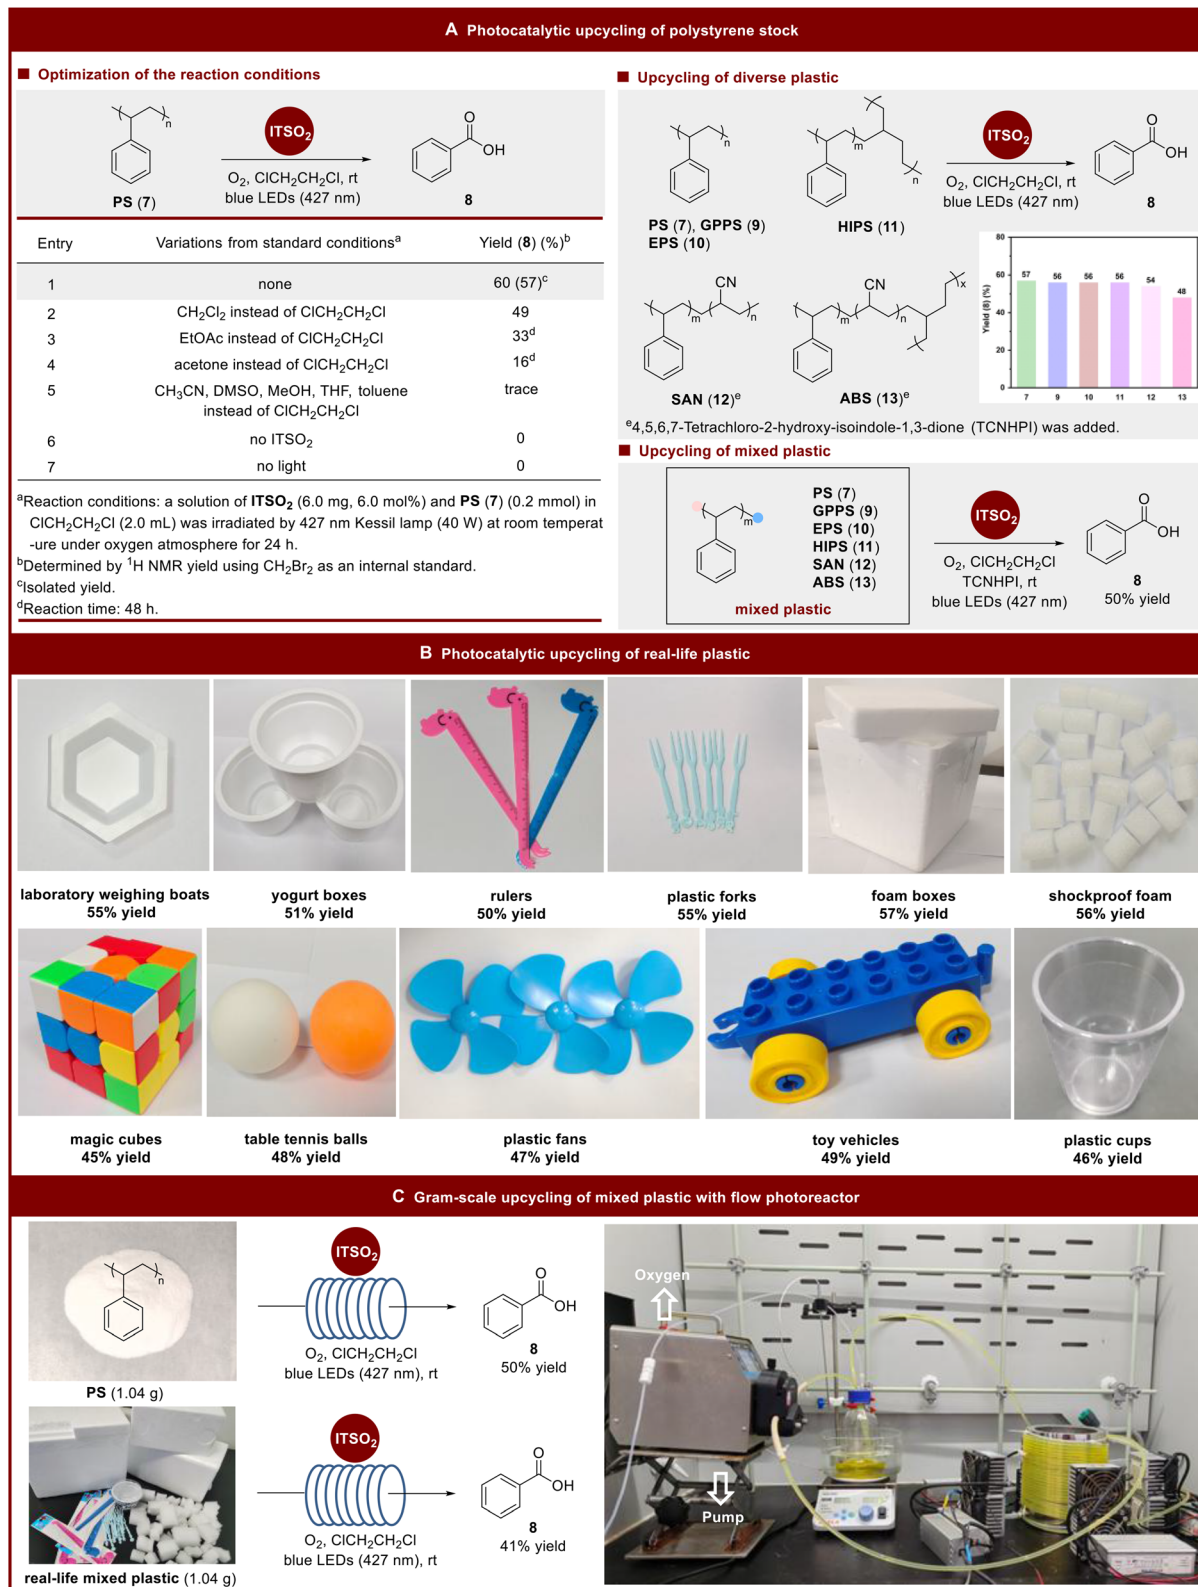 A Photocatalytic upcycling of polystyrene stock
Optimization of the reaction conditions
n
PS (7)
ITSO2
O2, ClCH2CH2Cl, rt
blue LEDs (427 nm)
O
OH
8
Entry Variations from standard conditionsa Yield (8) (%)b
1 none 60 (57)c
2 CH2Cl2 instead of ClCH2CH2Cl 49
3 EtOAc instead of ClCH2CH2Cl 33d
4 acetone instead of ClCH2CH2Cl 16d
5 CH3CN, DMSO, MeOH, THF, toluene trace
instead of ClCH2CH2Cl
6 no ITSO2 0
7 no light 0
aReaction conditions: a solution of ITSO2 (6.0 mg, 6.0 mol%) and PS (7) (0.2 mmol) in
ClCH2CH2Cl (2.0 mL) was irradiated by 427 nm Kessil lamp (40 W) at room temperat
-ure under oxygen atmosphere for 24 h.
bDetermined by 1H NMR yield using CH2Br2 as an internal standard.
cIsolated yield.
dReaction time: 48 h.
Upcycling of diverse plastic
n
PS (7), GPPS (9)
EPS (10)
m
n
HIPS (11)
ITSO2
O2, ClCH2CH2Cl, rt
blue LEDs (427 nm)
O
OH
8
CN
m
n
SAN (12)e
CN
m
n
x
ABS (13)e
Yield (8) (%)
80
60
40
20
0
57 56 56 56 54 48
7 9 10 11 12 13
e4,5,6,7-Tetrachloro-2-hydroxy-isoindole-1,3-dione (TCNHPI) was added.
Upcycling of mixed plastic
m
mixed plastic
PS (7)
GPPS (9)
EPS (10)
HIPS (11)
SAN (12)
ABS (13)
ITSO2
O2, ClCH2CH2Cl
TCNHPI, rt
blue LEDs (427 nm)
O
OH
8
50% yield
B Photocatalytic upcycling of real-life plastic
laboratory weighing boats
55% yield
yogurt boxes
51% yield
rulers
50% yield
plastic forks
55% yield
foam boxes
57% yield
shockproof foam
56% yield
magic cubes
45% yield
table tennis balls
48% yield
plastic fans
47% yield
toy vehicles
49% yield
plastic cups
46% yield
C Gram-scale upcycling of mixed plastic with flow photoreactor
n
PS (1.04 g)
ITSO2
O2, ClCH2CH2Cl
blue LEDs (427 nm), rt
O
OH
8
50% yield
real-life mixed plastic (1.04 g)
ITSO2
O2, ClCH2CH2Cl
blue LEDs (427 nm), rt
O
OH
8
41% yield
Oxygen
Pump